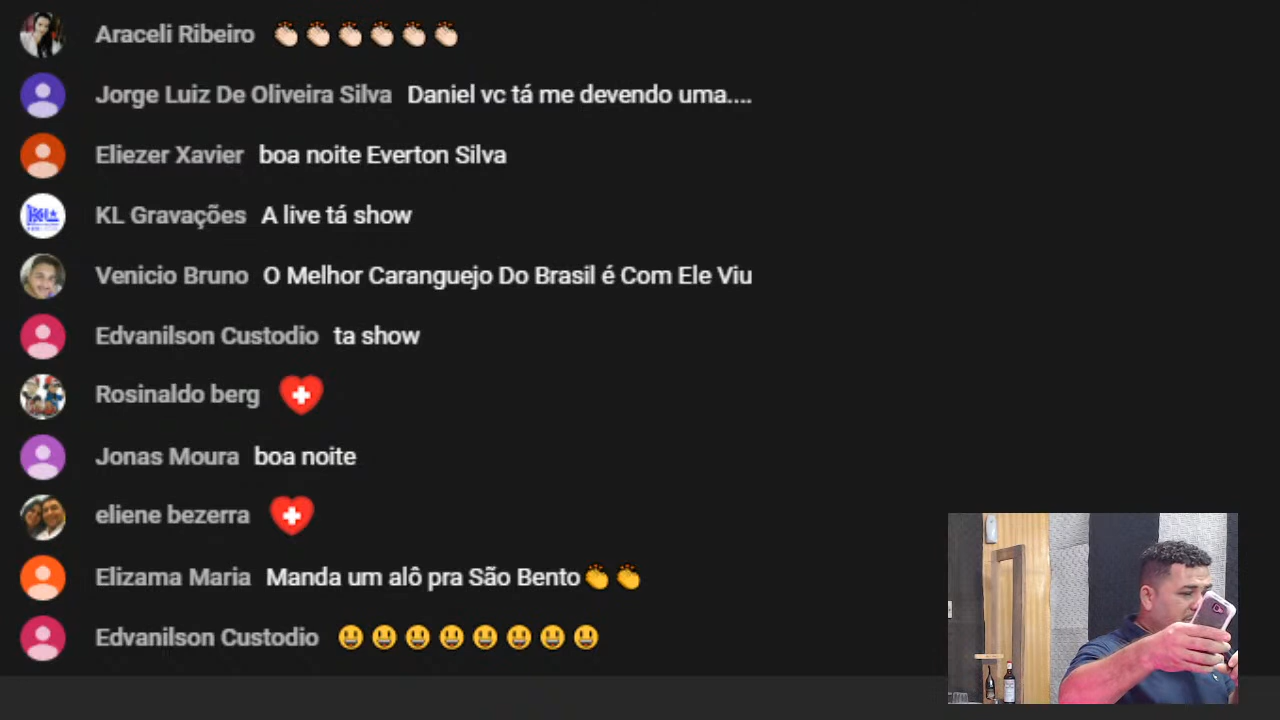 Araceli Ribeiro 👏🏻👏🏻👏🏻👏🏻👏🏻👏🏻
Jorge Luiz De Oliveira Silva Daniel vc tá me devendo uma....
Eliezer Xavier boa noite Everton Silva
KL Gravações A live tá show
Venicio Bruno O Melhor Caranguejo Do Brasil é Com Ele Viu
Edvanilson Custodio ta show
Rosinaldo berg
Jonas Moura boa noite
eliene bezerra
Elizama Maria Manda um alô pra São Bento👏👏
Edvanilson Custodio 😃😃😃😃😃😃😃😃